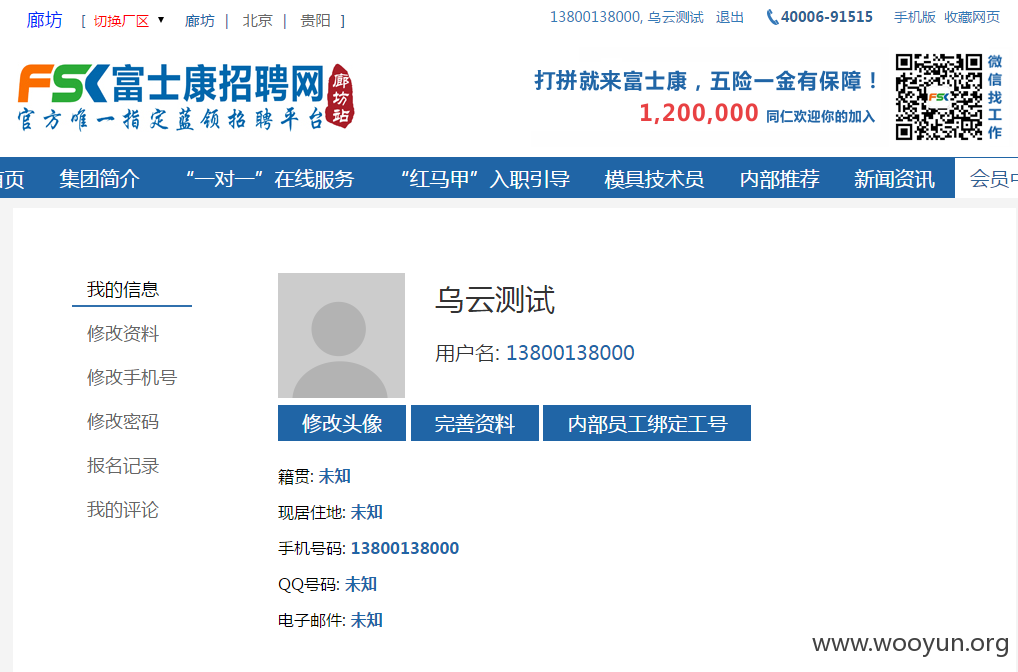 廊坊 [ 切换厂区 ▼ 廊坊 | 北京 | 贵阳 ]
13800138000, 乌云测试 退出 40006-91515 手机版 收藏网页
FSK富士康招聘网 廊坊站
官方唯一指定蓝领招聘平台
打拼就来富士康，五险一金有保障！
1,200,000 同仁欢迎你的加入
FSK
微信找工作
首页 集团简介 “一对一”在线服务 “红马甲”入职引导 模具技术员 内部推荐 新闻资讯 会员中
我的信息
修改资料
修改手机号
修改密码
报名记录
我的评论
乌云测试
用户名: 13800138000
修改头像 完善资料 内部员工绑定工号
籍贯: 未知
现居住地: 未知
手机号码: 13800138000
QQ号码: 未知
电子邮件: 未知
www.wooyun.org